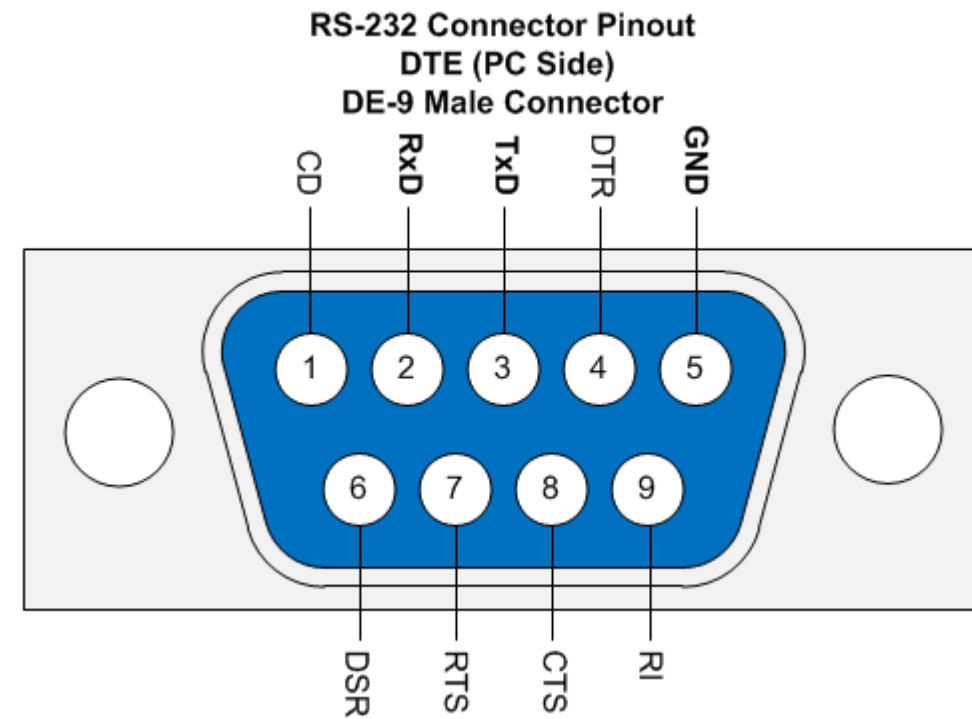 RS-232 Connector Pinout
DTE (PC Side)
DE-9 Male Connector
CD
RxD
TxD
DTR
GND
1
2
3
4
5
6
7
8
9
DSR
RTS
CTS
RI